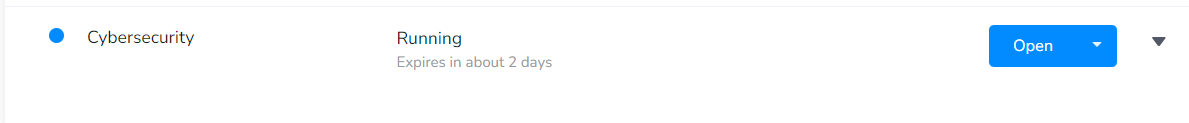 Cybersecurity
Running
Expires in about 2 days
Open